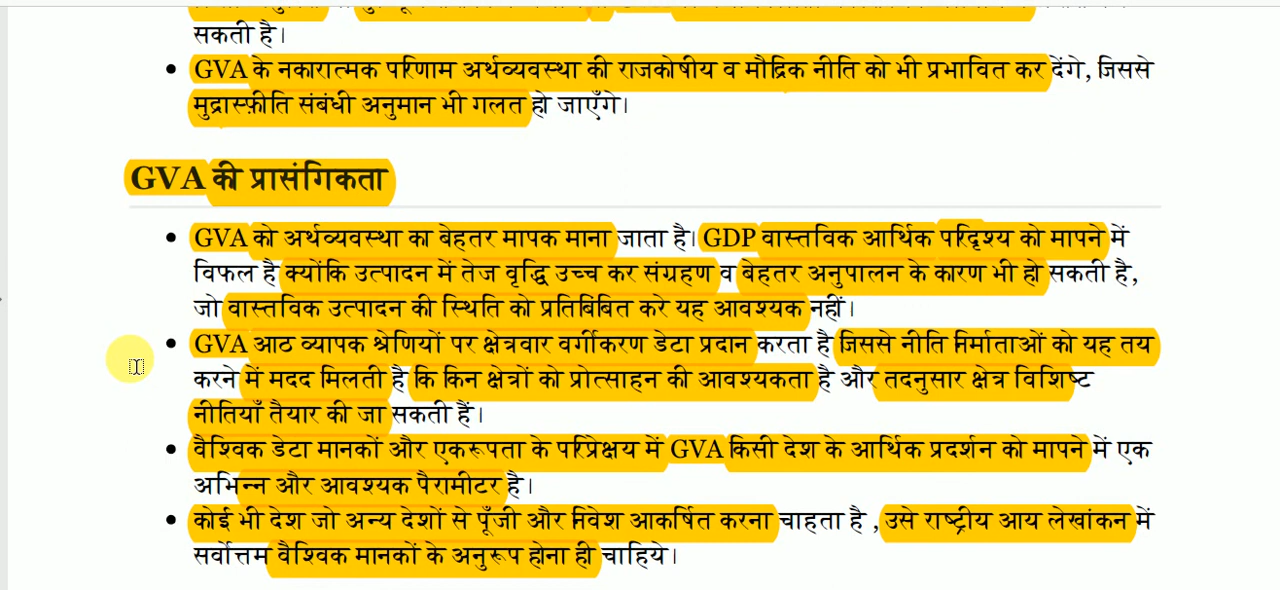 सकती है।
GVA के नकारात्मक परिणाम अर्थव्यवस्था की राजकोषीय व मौद्रिक नीति को भी प्रभावित कर देंगे, जिससे
मुद्रास्फ़ीति संबंधी अनुमान भी गलत हो जाएँगे।
GVA की प्रासंगिकता
GVA को अर्थव्यवस्था का बेहतर मापक माना जाता है। GDP वास्तविक आर्थिक परिदृश्य को मापने में
विफल है क्योंकि उत्पादन में तेज वृद्धि उच्च कर संग्रहण व बेहतर अनुपालन के कारण भी हो सकती है,
जो वास्तविक उत्पादन की स्थिति को प्रतिबिंबित करे यह आवश्यक नहीं।
GVA आठ व्यापक श्रेणियों पर क्षेत्रवार वर्गीकरण डेटा प्रदान करता है जिससे नीति निर्माताओं को यह तय
करने में मदद मिलती है कि किन क्षेत्रों को प्रोत्साहन की आवश्यकता है और तदनुसार क्षेत्र विशिष्ट
नीतियाँ तैयार की जा सकती हैं।
वैश्विक डेटा मानकों और एकरूपता के परिप्रेक्षय में GVA किसी देश के आर्थिक प्रदर्शन को मापने में एक
अभिन्न और आवश्यक पैरामीटर है।
कोई भी देश जो अन्य देशों से पूँजी और निवेश आकर्षित करना चाहता है ,उसे राष्ट्रीय आय लेखांकन में
सर्वोत्तम वैश्विक मानकों के अनुरूप होना ही चाहिये।